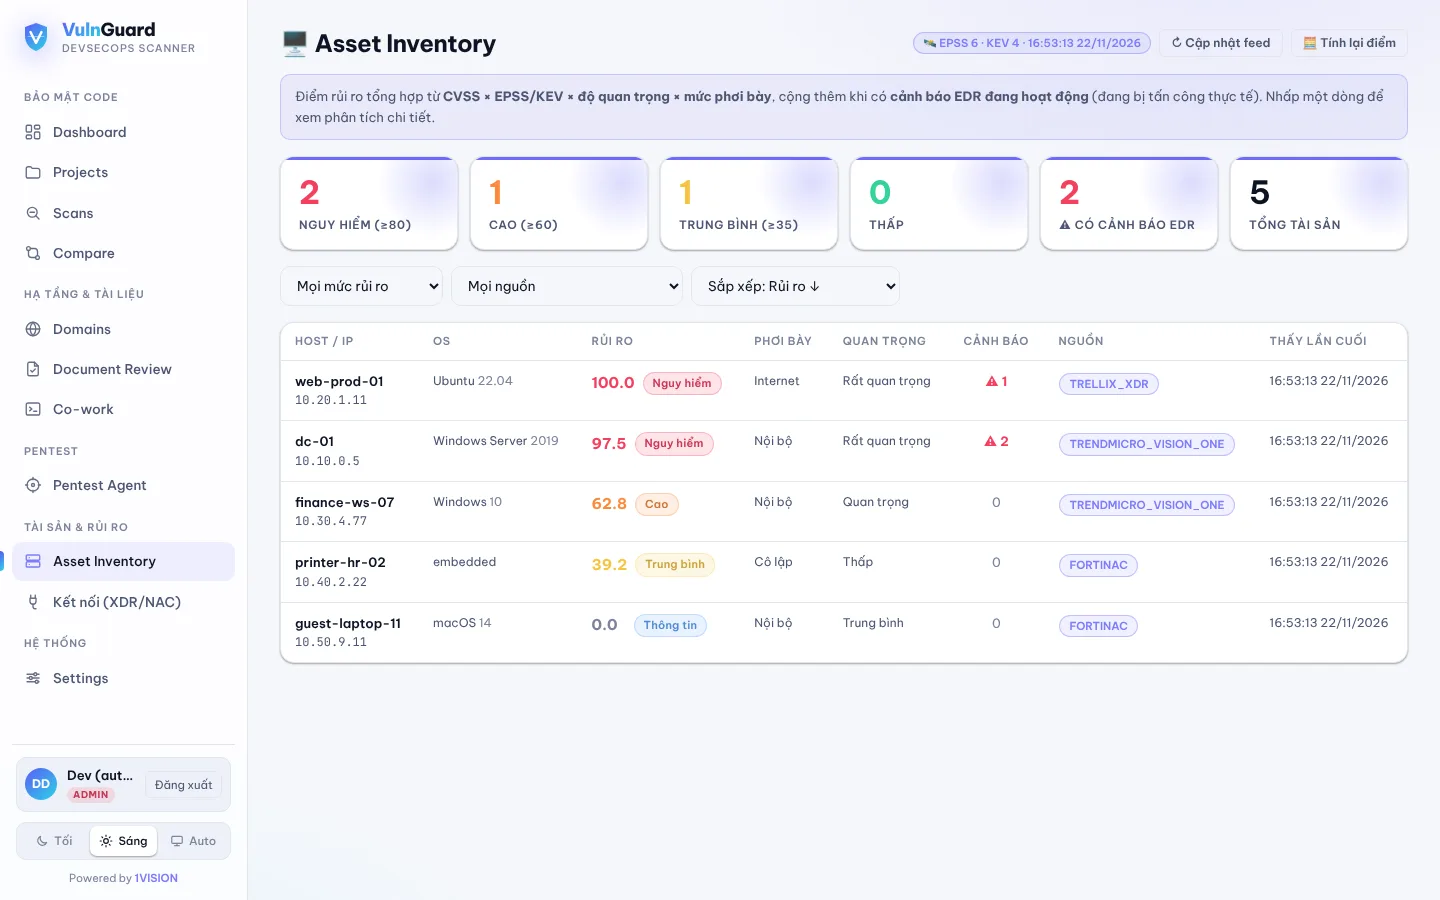 VulnGuard
DEVSECOPS SCANNER
BẢO MẬT CODE
Dashboard
Projects
Scans
Compare
HẠ TẦNG & TÀI LIỆU
Domains
Document Review
Co-work
PENTEST
Pentest Agent
TÀI SẢN & RỦI RO
Asset Inventory
Kết nối (XDR/NAC)
HỆ THỐNG
Settings
DD
Dev (aut...
ADMIN
Đăng xuất
Tối
Sáng
Auto
Powered by 1VISION
Asset Inventory
EPSS 6 · KEV 4 · 16:53:13 22/11/2026
↻ Cập nhật feed
Tính lại điểm
Điểm rủi ro tổng hợp từ CVSS × EPSS/KEV × độ quan trọng × mức phơi bày, cộng thêm khi có cảnh báo EDR đang hoạt động (đang bị tấn công thực tế). Nhấp một dòng để
xem phân tích chi tiết.
2
NGUY HIỂM (≥80)
1
CAO (≥60)
1
TRUNG BÌNH (≥35)
0
THẤP
2
⚠ CÓ CẢNH BÁO EDR
5
TỔNG TÀI SẢN
Mọi mức rủi ro
Mọi nguồn
Sắp xếp: Rủi ro ↓
HOST / IP OS RỦI RO PHƠI BÀY QUAN TRỌNG CẢNH BÁO NGUỒN THẤY LẦN CUỐI
web-prod-01 Ubuntu 22.04 100.0 Nguy hiểm Internet Rất quan trọng ⚠ 1 TRELLIX_XDR 16:53:13 22/11/2026
10.20.1.11
dc-01 Windows Server 2019 97.5 Nguy hiểm Nội bộ Rất quan trọng ⚠ 2 TRENDMICRO_VISION_ONE 16:53:13 22/11/2026
10.10.0.5
finance-ws-07 Windows 10 62.8 Cao Nội bộ Quan trọng 0 TRENDMICRO_VISION_ONE 16:53:13 22/11/2026
10.30.4.77
printer-hr-02 embedded 39.2 Trung bình Cô lập Thấp 0 FORTINAC 16:53:13 22/11/2026
10.40.2.22
guest-laptop-11 macOS 14 0.0 Thông tin Nội bộ Trung bình 0 FORTINAC 16:53:13 22/11/2026
10.50.9.11